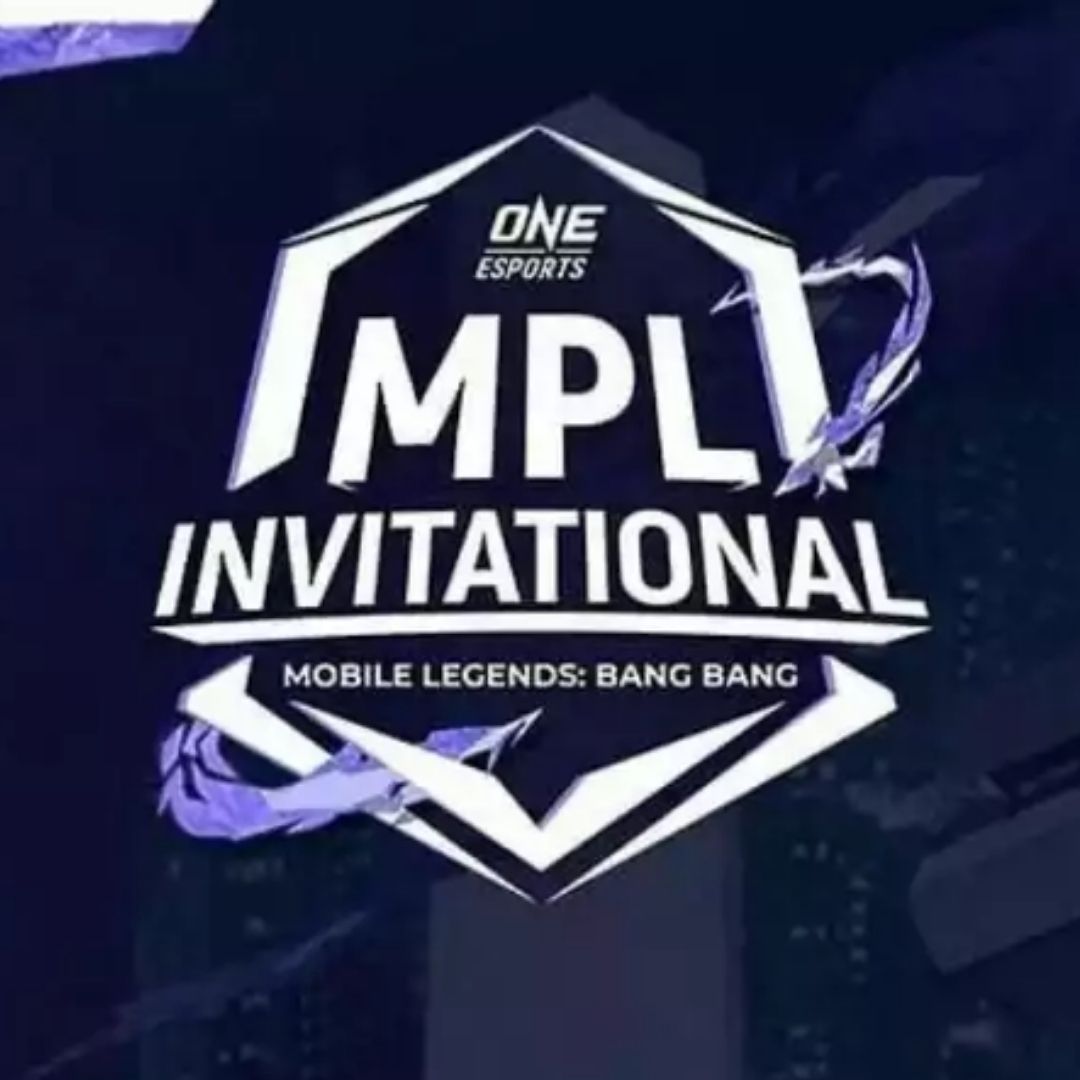 ONE
ESPORTS
MPL
INVITATIONAL
MOBILE LEGENDS: BANG BANG